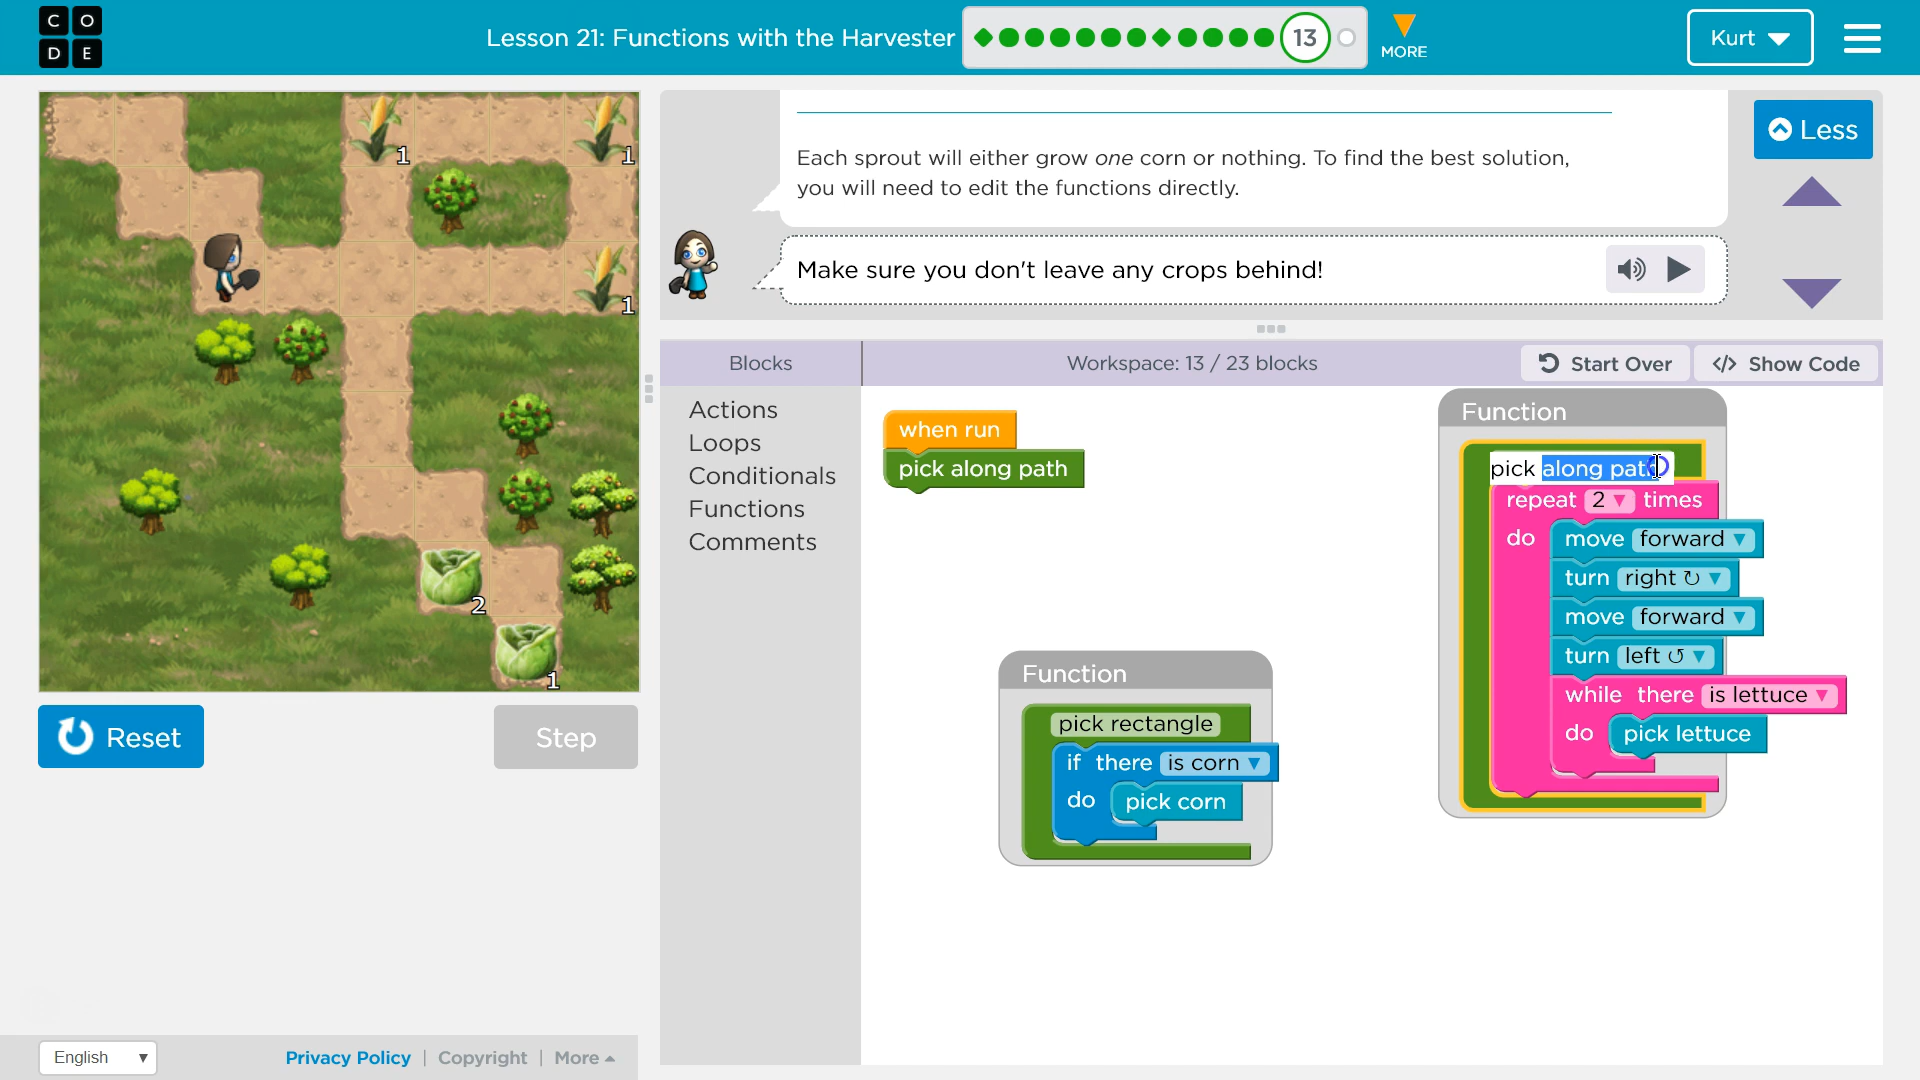 C O
D E
Lesson 21: Functions with the Harvester
13
MORE
Kurt
1
1
1
2
1
Each sprout will either grow one corn or nothing. To find the best solution,
you will need to edit the functions directly.
Less
Make sure you don't leave any crops behind!
Blocks
Workspace: 13 / 23 blocks
Start Over
</> Show Code
Actions
Loops
Conditionals
Functions
Comments
when run
pick along path
Function
pick along path
repeat 2 times
do move forward
turn right
move forward
turn left
while there is lettuce
do pick lettuce
Function
pick rectangle
if there is corn
do pick corn
Reset
Step
English
Privacy Policy | Copyright | More